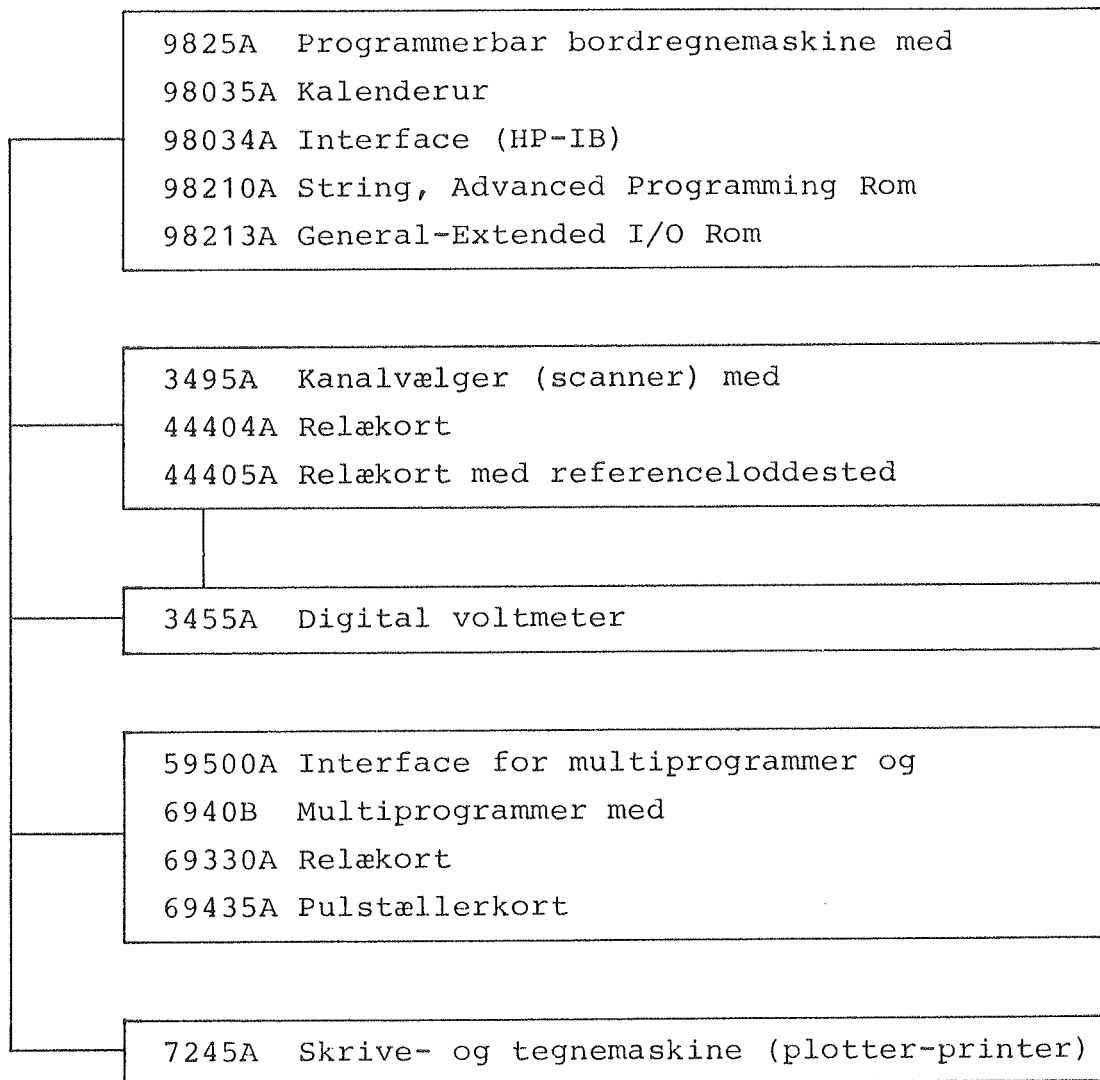 9825A Programmerbar bordregnemaskine med
98035A Kalenderur
98034A Interface (HP-IB)
98210A String, Advanced Programming Rom
98213A General-Extended I/O Rom
3495A Kanalvælger (scanner) med
44404A Relækort
44405A Relækort med referenceloddested
3455A Digital voltmeter
59500A Interface for multiprogrammer og
6940B Multiprogrammer med
69330A Relækort
69435A Pulstællerkort
7245A Skrive- og tegnemaskine (plotter-printer)